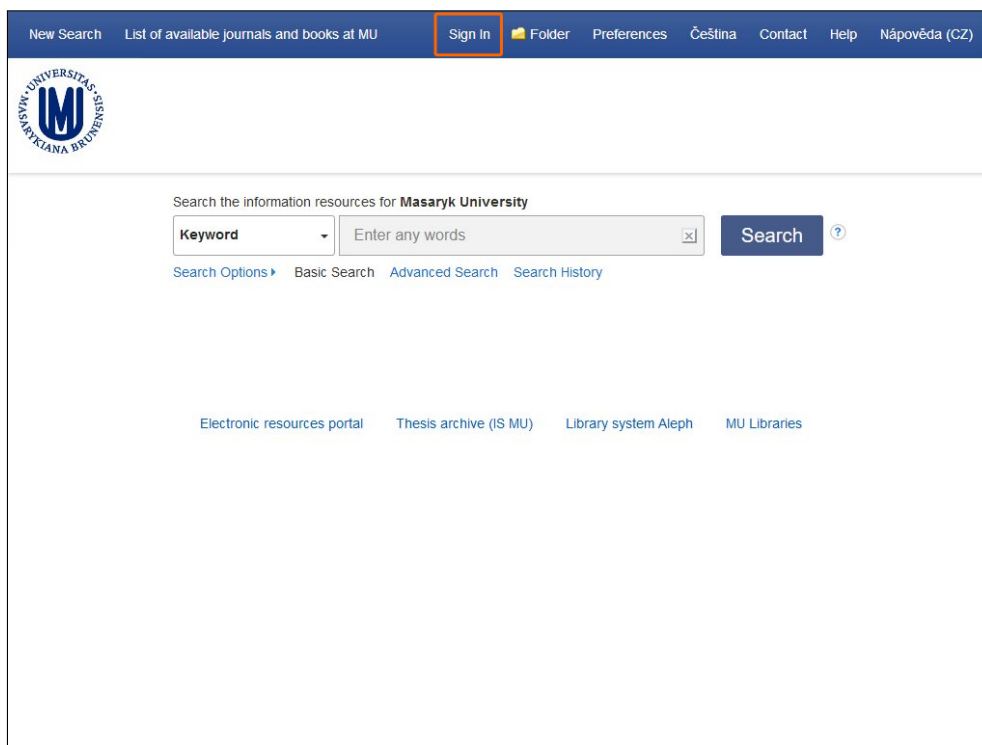 New Search List of available journals and books at MU Sign In Folder Preferences Čeština Contact Help Nápověda (CZ)
UNIVERSITAS MASARYKIANA BRUNENSIS
MU
Search the information resources for Masaryk University
Keyword Enter any words Search ?
Search Options Basic Search Advanced Search Search History
Electronic resources portal Thesis archive (IS MU) Library system Aleph MU Libraries